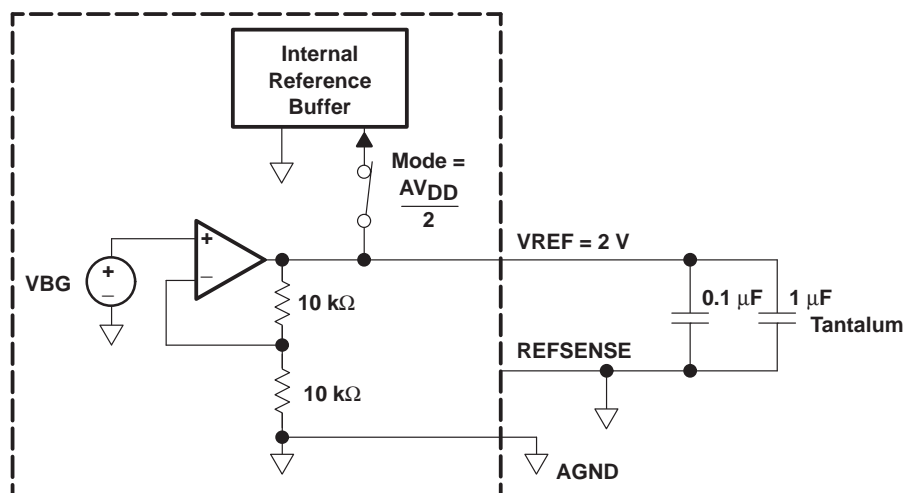 Internal
Reference
Buffer
Mode =
AVDD
2
+
−
VBG
+
−
VREF = 2 V
10 kΩ
0.1 μF
1 μF
Tantalum
REFSENSE
10 kΩ
AGND